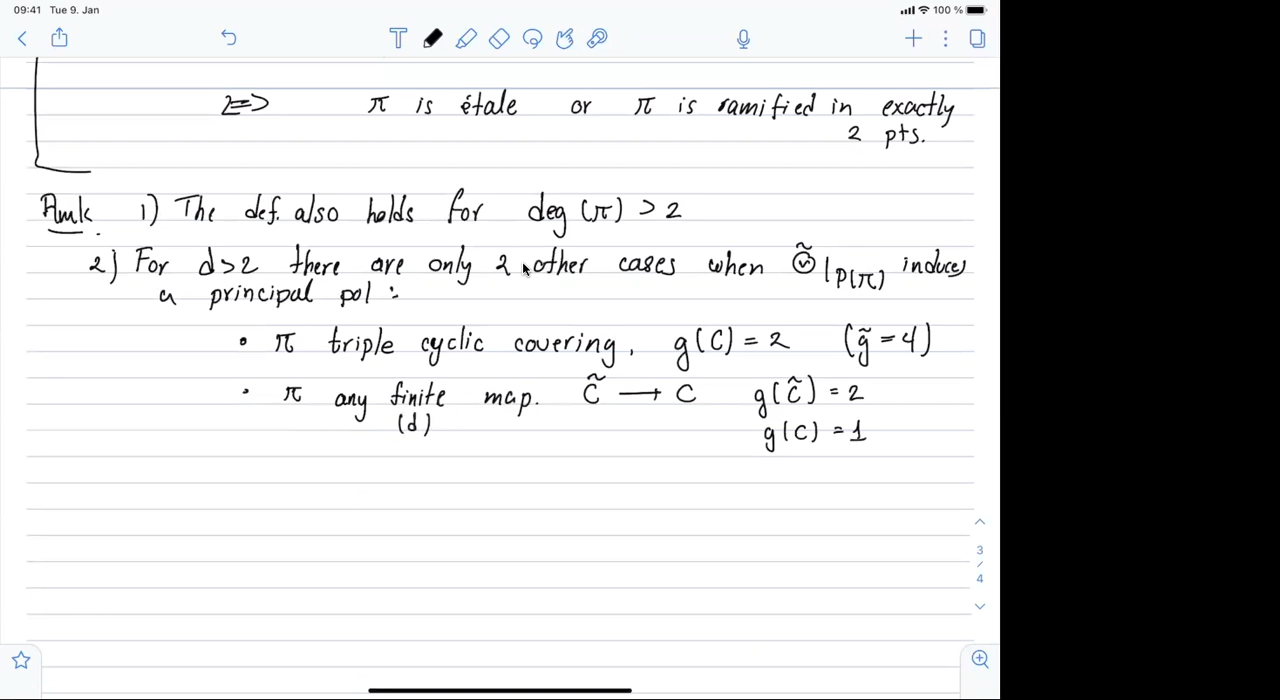 09:41 Tue 9. Jan 100 %
⟺ π is étale or π is ramified in exactly
2 pts.
Rmk. 1) The def. also holds for deg(π) > 2
2) For d>2 there are only 2 other cases when Θ̃|P(π) induces
a principal pol :
• π triple cyclic covering, g(C) = 2 (g̃ = 4)
• π any finite map. C̃ → C g(C̃) = 2
(d) g(C) = 1
3
/
4